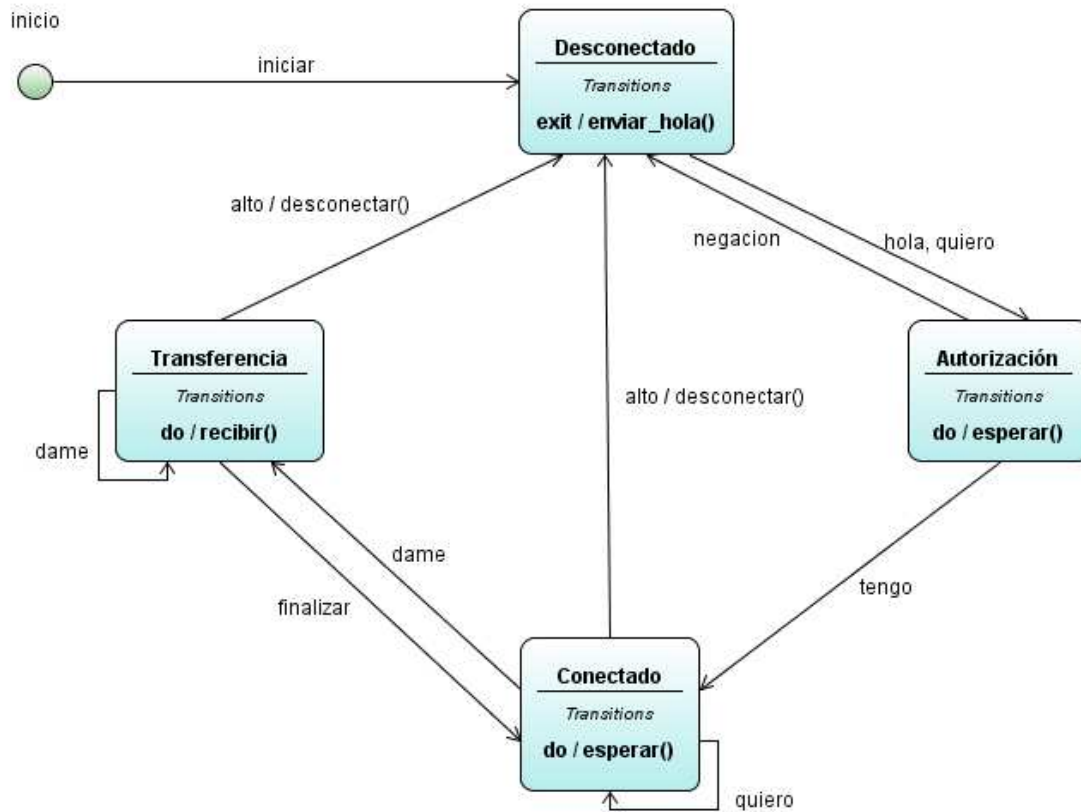 inicio
iniciar
Desconectado
Transitions
exit / enviar_hola()
alto / desconectar()
negacion
hola, quiero
Transferencia
Transitions
do / recibir()
dame
alto / desconectar()
Autorización
Transitions
do / esperar()
dame
finalizar
tengo
Conectado
Transitions
do / esperar()
quiero